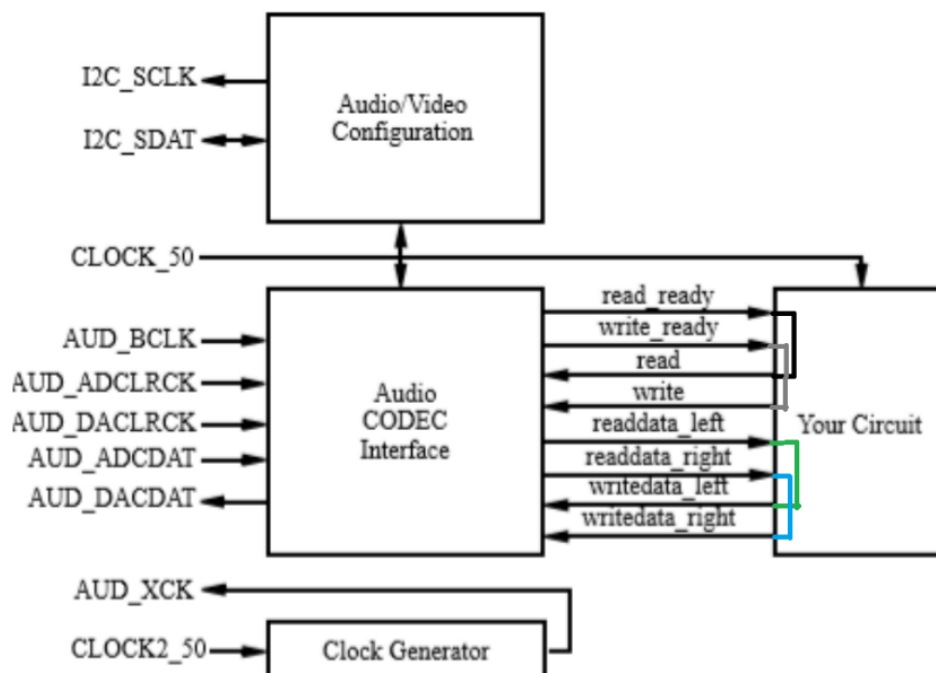 I2C_SCLK
I2C_SDAT
Audio/Video
Configuration
CLOCK_50
AUD_BCLK
AUD_ADCLRCK
AUD_DACLRCK
AUD_ADCDAT
AUD_DACDAT
Audio
CODEC
Interface
read_ready
write_ready
read
write
readdata_left
readdata_right
writedata_left
writedata_right
Your Circuit
AUD_XCK
CLOCK2_50
Clock Generator